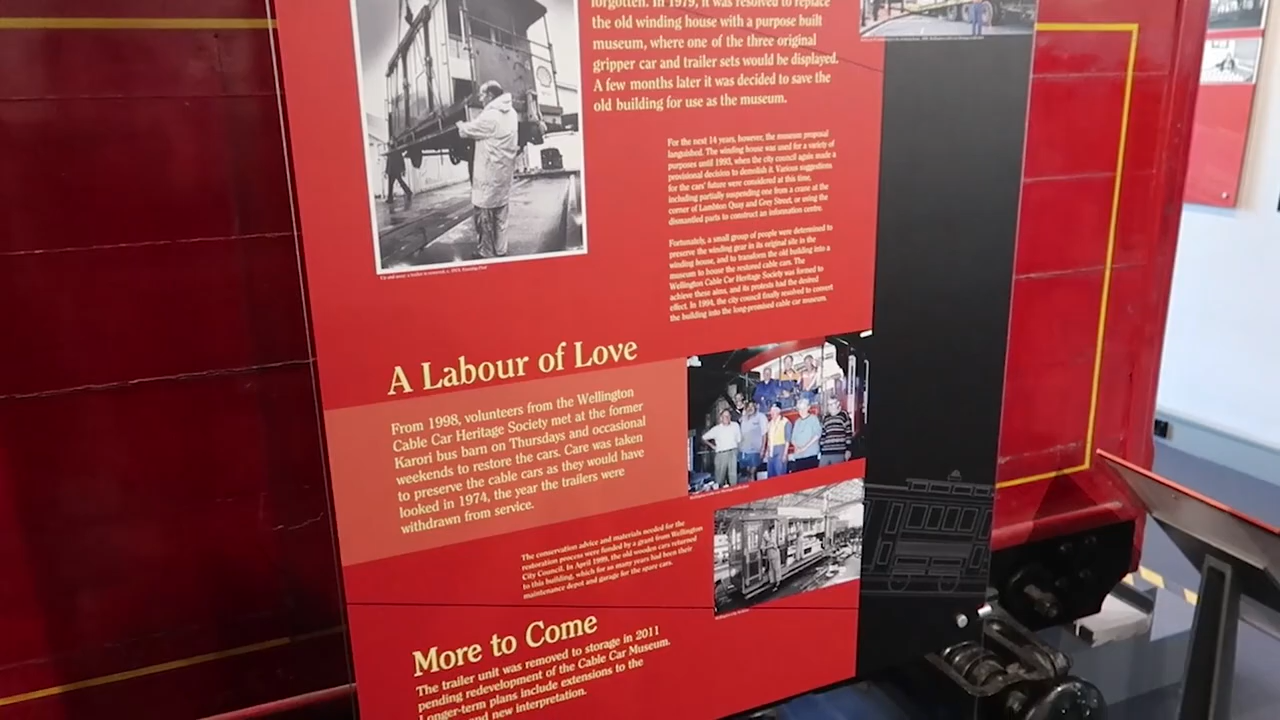 forgotten. In 1979, it was resolved to replace
the old winding house with a purpose built
museum, where one of the three original
gripper car and trailer sets would be displayed.
A few months later it was decided to save the
old building for use as the museum.
For the next 14 years, however, the museum proposal
languished. The winding house was used for a variety of
purposes until 1993, when the city council again made a
provisional decision to demolish it. Various suggestions
for the cars' future were considered at this time,
including partially suspending one from a crane at the
corner of Lambton Quay and Grey Street, or using the
dismantled parts to construct an information centre.
Fortunately, a small group of people were determined to
preserve the winding gear in its original site in the
winding house, and to transform the old building into a
museum to house the restored cable cars. The
Wellington Cable Car Heritage Society was formed to
achieve these aims, and its protests had the desired
effect. In 1994, the city council finally resolved to convert
the building into the long-promised cable car museum.
A Labour of Love
From 1998, volunteers from the Wellington
Cable Car Heritage Society met at the former
Karori bus barn on Thursdays and occasional
weekends to restore the cars. Care was taken
to preserve the cable cars as they would have
looked in 1974, the year the trailers were
withdrawn from service.
The conservation advice and materials needed for the
restoration process were funded by a grant from Wellington
City Council. In April 1999, the old wooden cars returned
to this building, which for so many years had been their
maintenance depot and garage for the spare cars.
More to Come
The trailer unit was removed to storage in 2011
pending redevelopment of the Cable Car Museum.
Longer-term plans include extensions to the
and new interpretation.